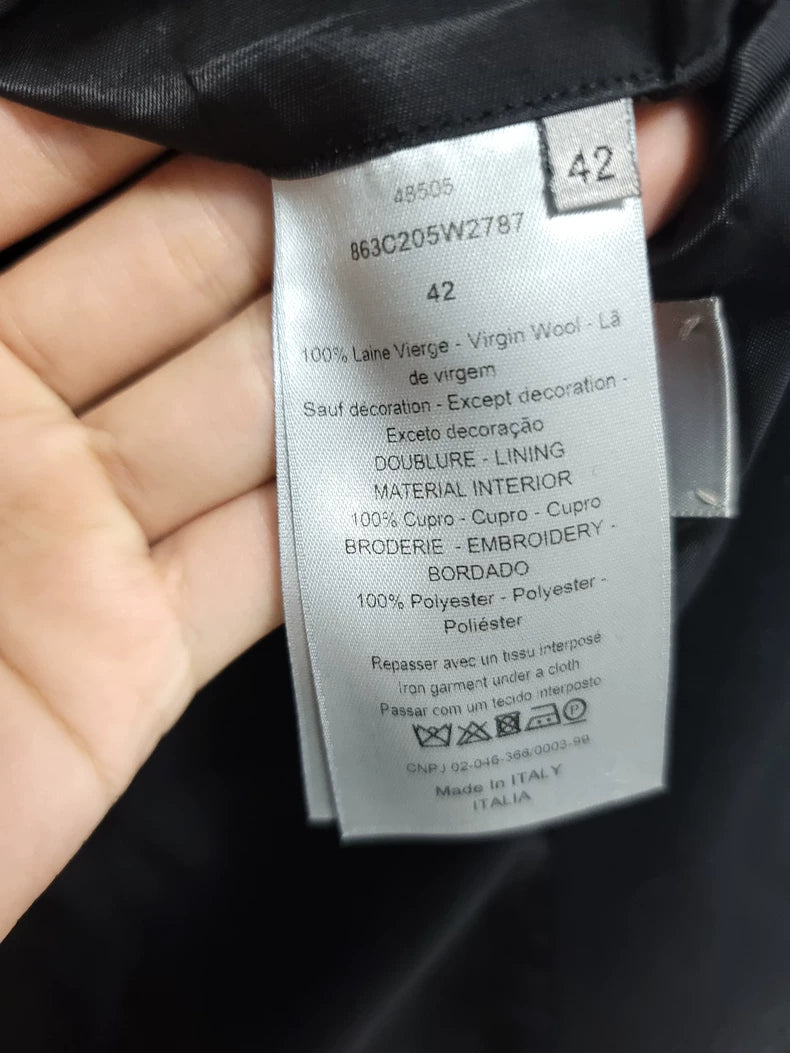 42
48505
863C205W2787
42
100% Laine Vierge - Virgin Wool - Lã
de virgem
Sauf décoration - Except decoration -
Exceto decoração
DOUBLURE - LINING
MATERIAL INTERIOR
100% Cupro - Cupro - Cupro
BRODERIE - EMBROIDERY -
BORDADO
100% Polyester - Polyester -
Poliéster
Repasser avec un tissu interposé
Iron garment under a cloth
Passar com um tecido interposto
P
CNPJ 02-046-366/0003-99
Made In ITALY
ITALIA